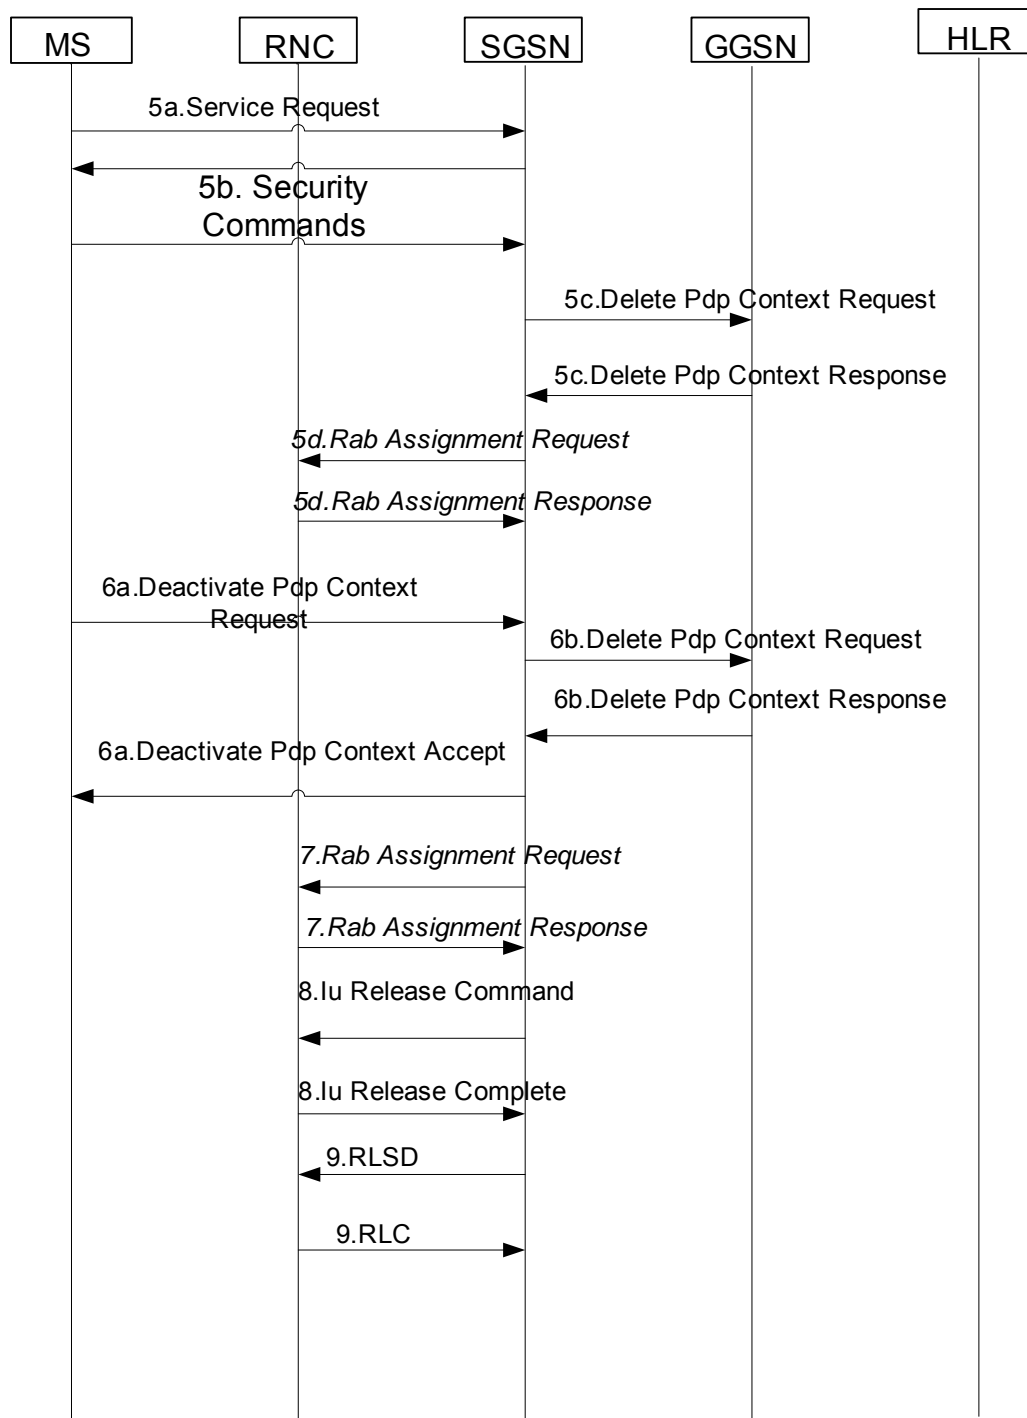 MS
RNC
SGSN
GGSN
HLR
5a.Service Request
5b. Security
Commands
5c.Delete Pdp Context Request
5c.Delete Pdp Context Response
5d.Rab Assignment Request
5d.Rab Assignment Response
6a.Deactivate Pdp Context
Request
6b.Delete Pdp Context Request
6b.Delete Pdp Context Response
6a.Deactivate Pdp Context Accept
7.Rab Assignment Request
7.Rab Assignment Response
8.Iu Release Command
8.Iu Release Complete
9.RLSD
9.RLC